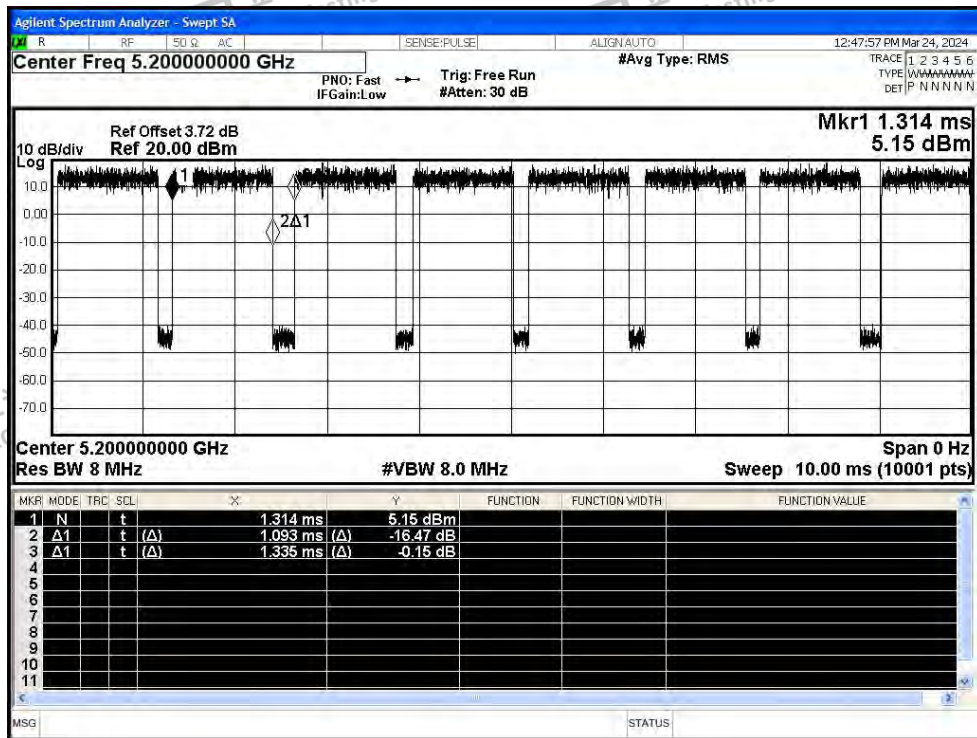 Agilent Spectrum Analyzer - Swept SA
LXI R RF 50 Ω AC SENSE:PULSE ALIGN AUTO 12:47:57 PM Mar 24, 2024
Center Freq 5.200000000 GHz #Avg Type: RMS TRACE 1 2 3 4 5 6
PNO: Fast Trig: Free Run TYPE WWWWWW
IFGain:Low #Atten: 30 dB DET P N N N N N
Mkr1 1.314 ms
5.15 dBm
Ref Offset 3.72 dB
10 dB/div Ref 20.00 dBm
Log
10.0
0.00
-10.0
-20.0
-30.0
-40.0
-50.0
-60.0
-70.0
1
2Δ1
Center 5.200000000 GHz Span 0 Hz
Res BW 8 MHz #VBW 8.0 MHz Sweep 10.00 ms (10001 pts)
MKR MODE TRC SCL X Y FUNCTION FUNCTION WIDTH FUNCTION VALUE
1 N t 1.314 ms 5.15 dBm
2 Δ1 t (Δ) 1.093 ms (Δ) -16.47 dB
3 Δ1 t (Δ) 1.335 ms (Δ) -0.15 dB
4
5
6
7
8
9
10
11
MSG STATUS